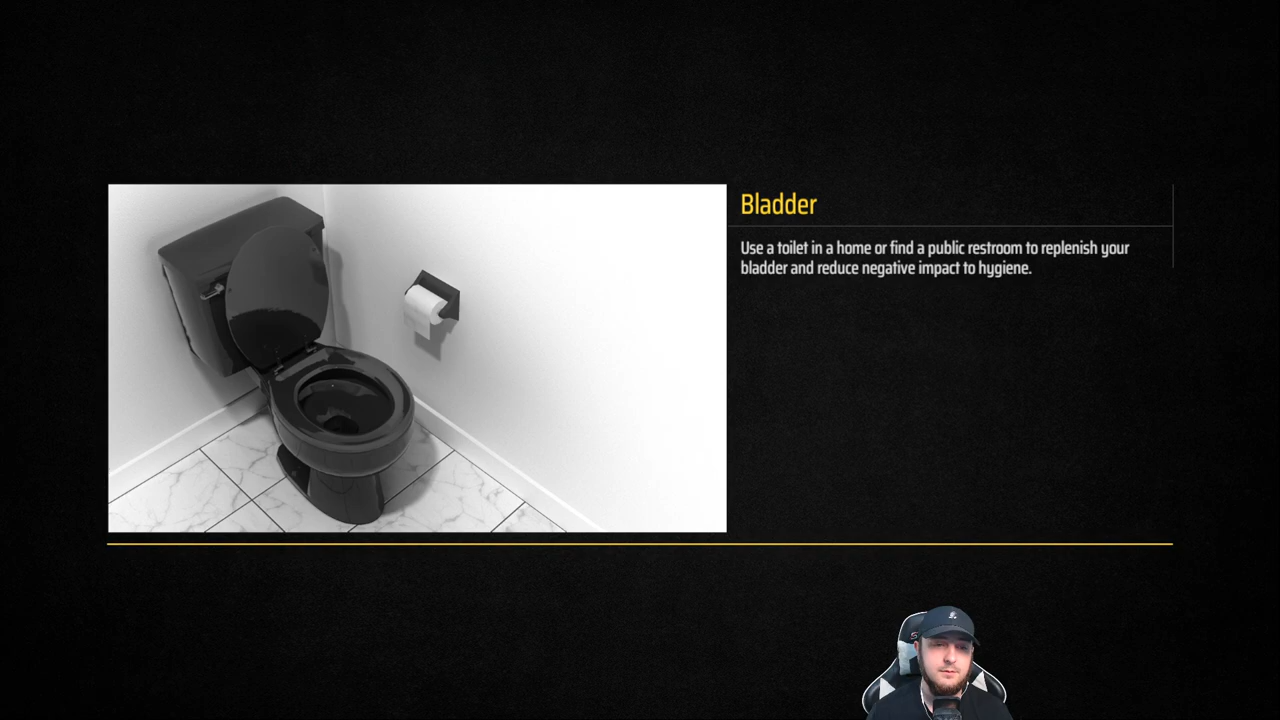 Bladder
Use a toilet in a home or find a public restroom to replenish your
bladder and reduce negative impact to hygiene.